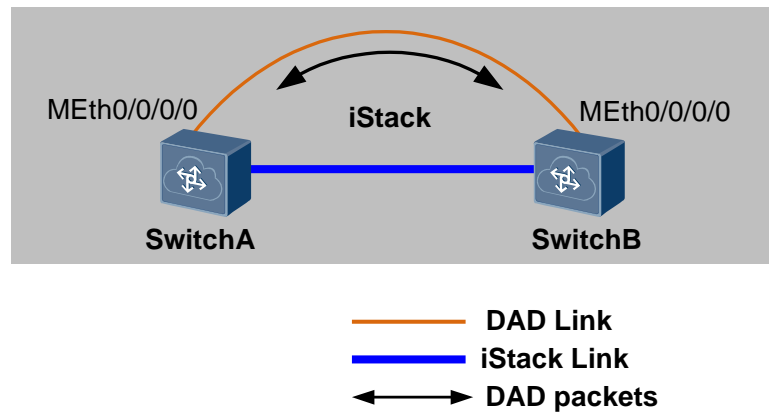 MEth0/0/0/0
iStack
MEth0/0/0/0
SwitchA
SwitchB
DAD Link
iStack Link
DAD packets